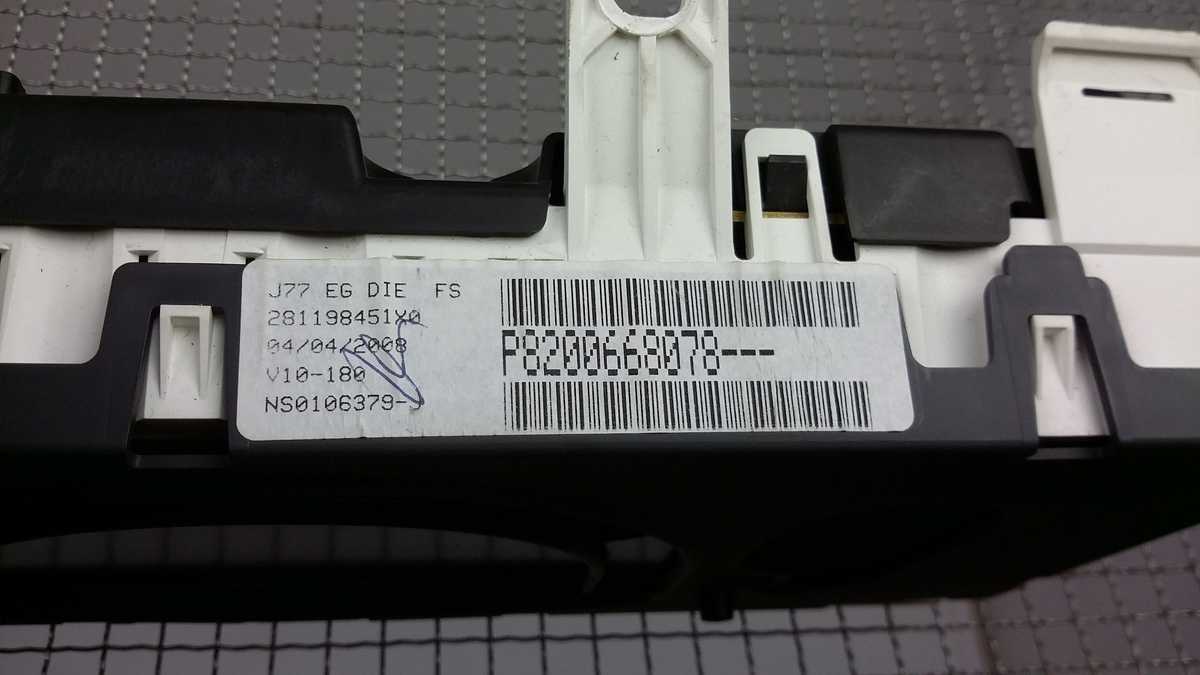 J77 EG DIE FS
281198451X0
04/04/2008
V10-180
NS0106379-
P8200668078---